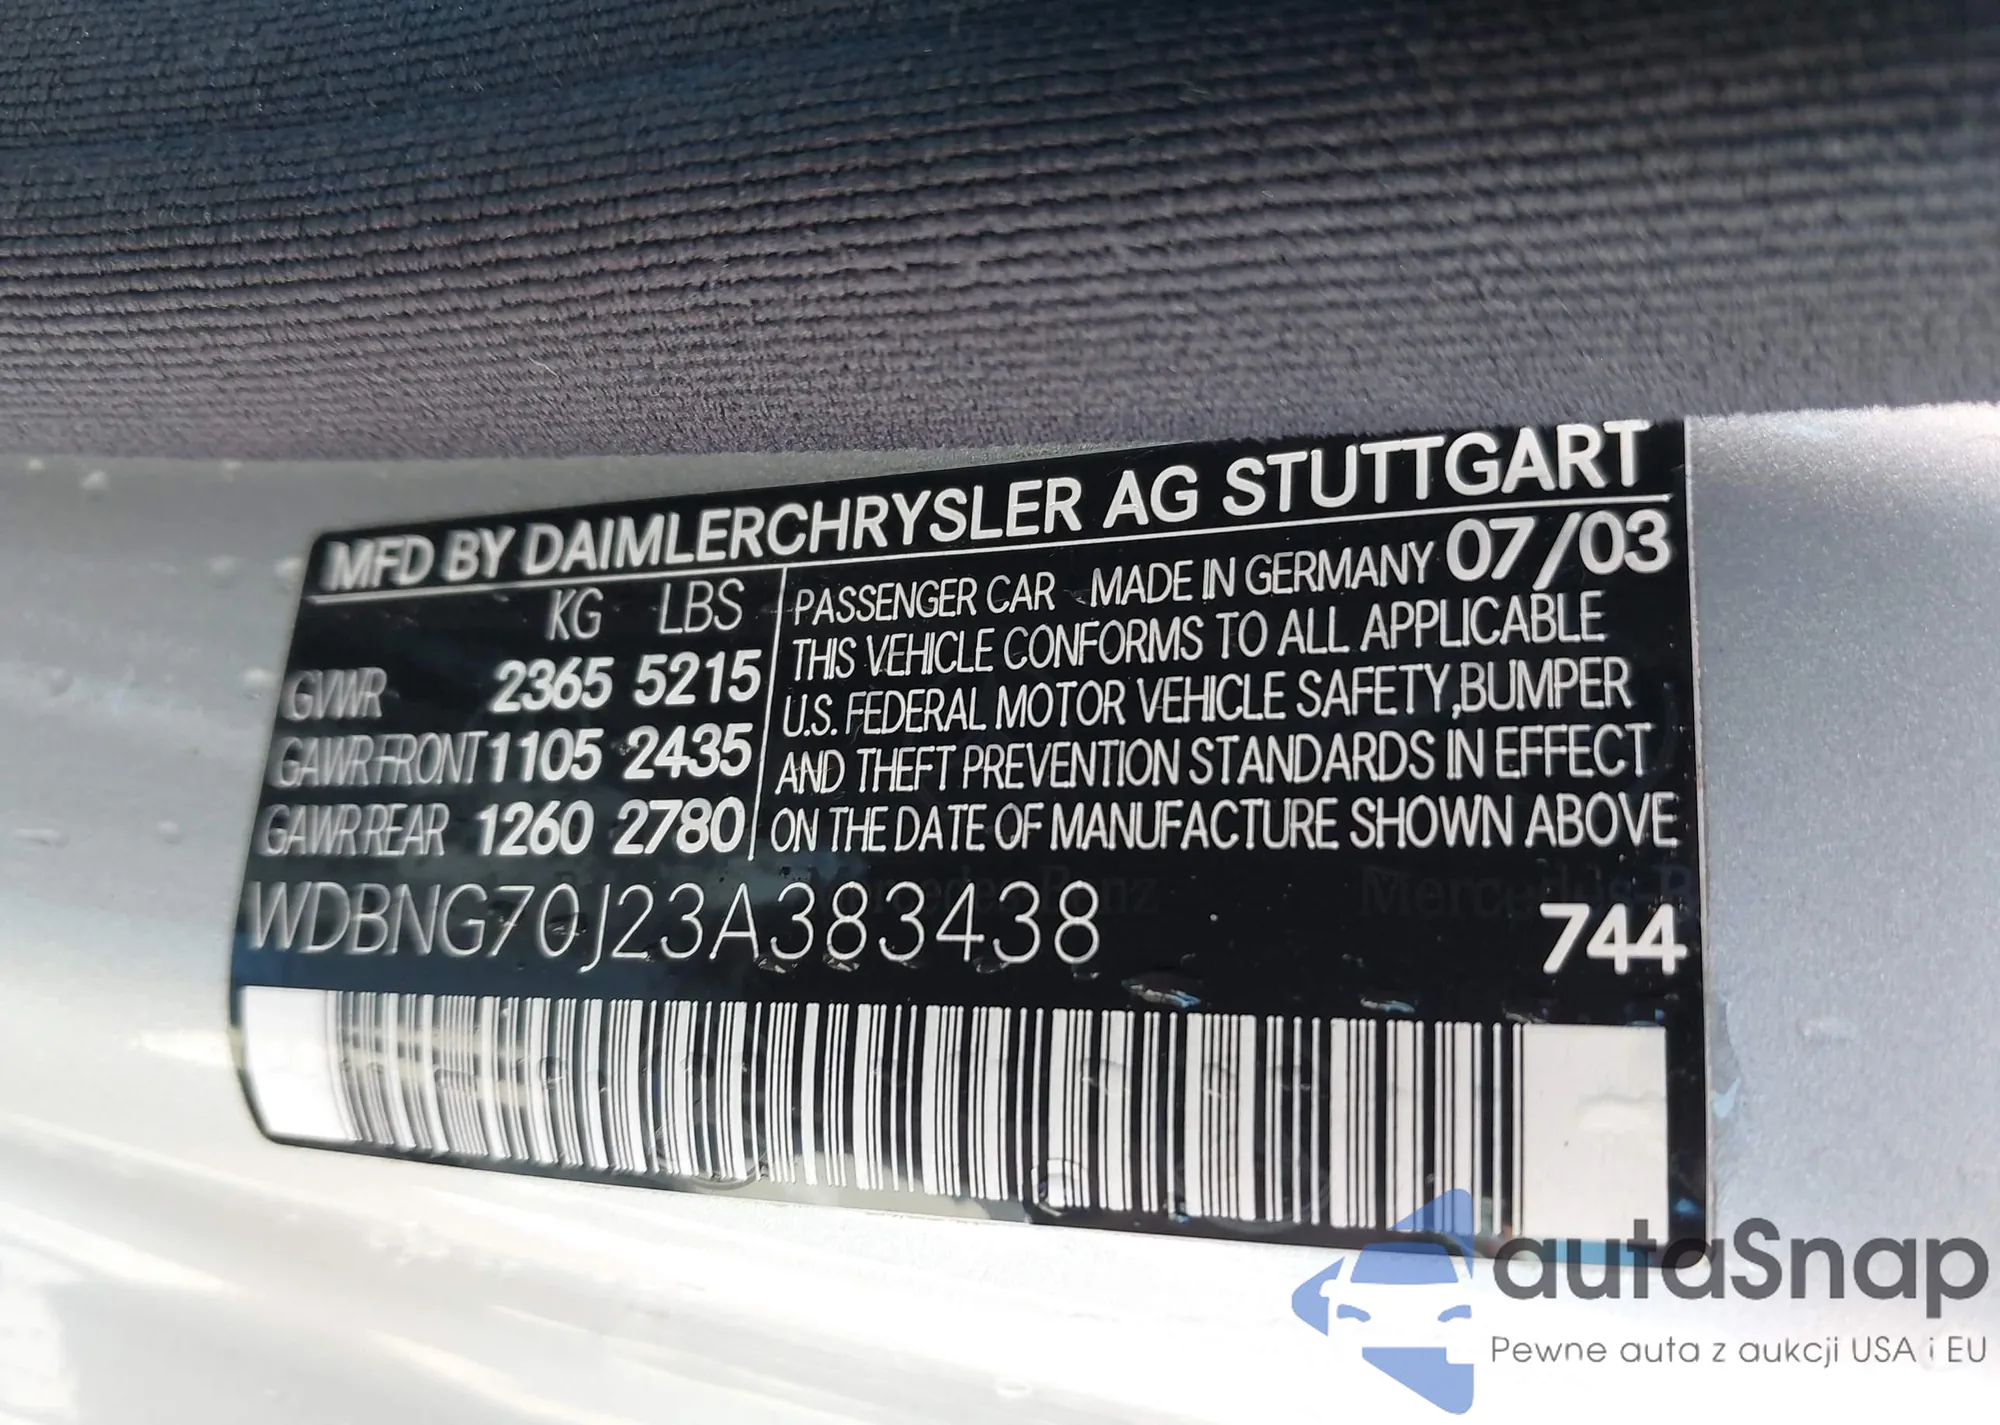 MFD BY DAIMLERCHRYSLER AG STUTTGART
KG LBS
GVWR 2365 5215
GAWR FRONT 1105 2435
GAWR REAR 1260 2780
PASSENGER CAR MADE IN GERMANY 07/03
THIS VEHICLE CONFORMS TO ALL APPLICABLE
U.S. FEDERAL MOTOR VEHICLE SAFETY, BUMPER
AND THEFT PREVENTION STANDARDS IN EFFECT
ON THE DATE OF MANUFACTURE SHOWN ABOVE
WDBNG70J23A383438
744
autaSnap
Pewne auta z aukcji USA i EU